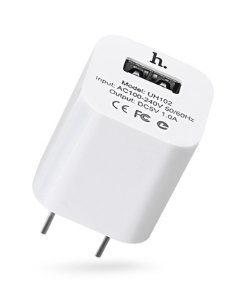 h.
Model: UH102
Input: AC100-240V 50/60Hz
Output: DC5V 1.0A
CE FC